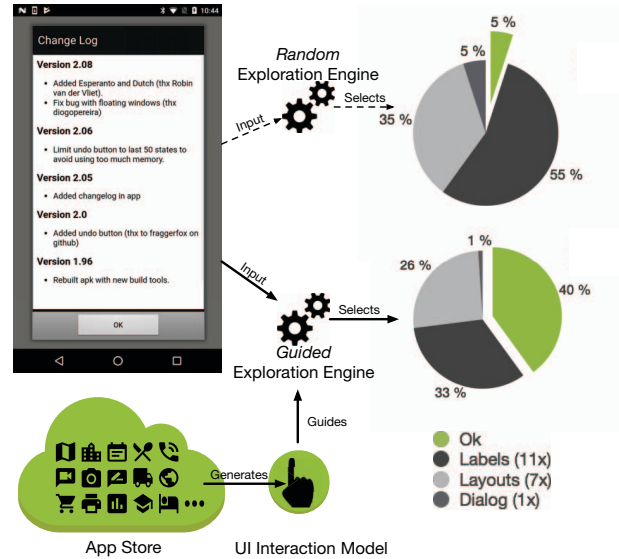 10:44
Change Log
Version 2.08
• Added Esperanto and Dutch (thx Robin
van der Vliet).
• Fix bug with floating windows (thx
diogopereira)
Version 2.06
• Limit undo button to last 50 states to
avoid using too much memory.
Version 2.05
• Added changelog in app
Version 2.0
• Added undo button (thx to fraggerfox on
github)
Version 1.96
• Rebuilt apk with new build tools.
OK
Random
Exploration Engine
Input
Selects
5 %
5 %
35 %
55 %
Input
Selects
Guided
Exploration Engine
1 %
26 %
40 %
33 %
Guides
Generates
App Store
UI Interaction Model
Ok
Labels (11x)
Layouts (7x)
Dialog (1x)